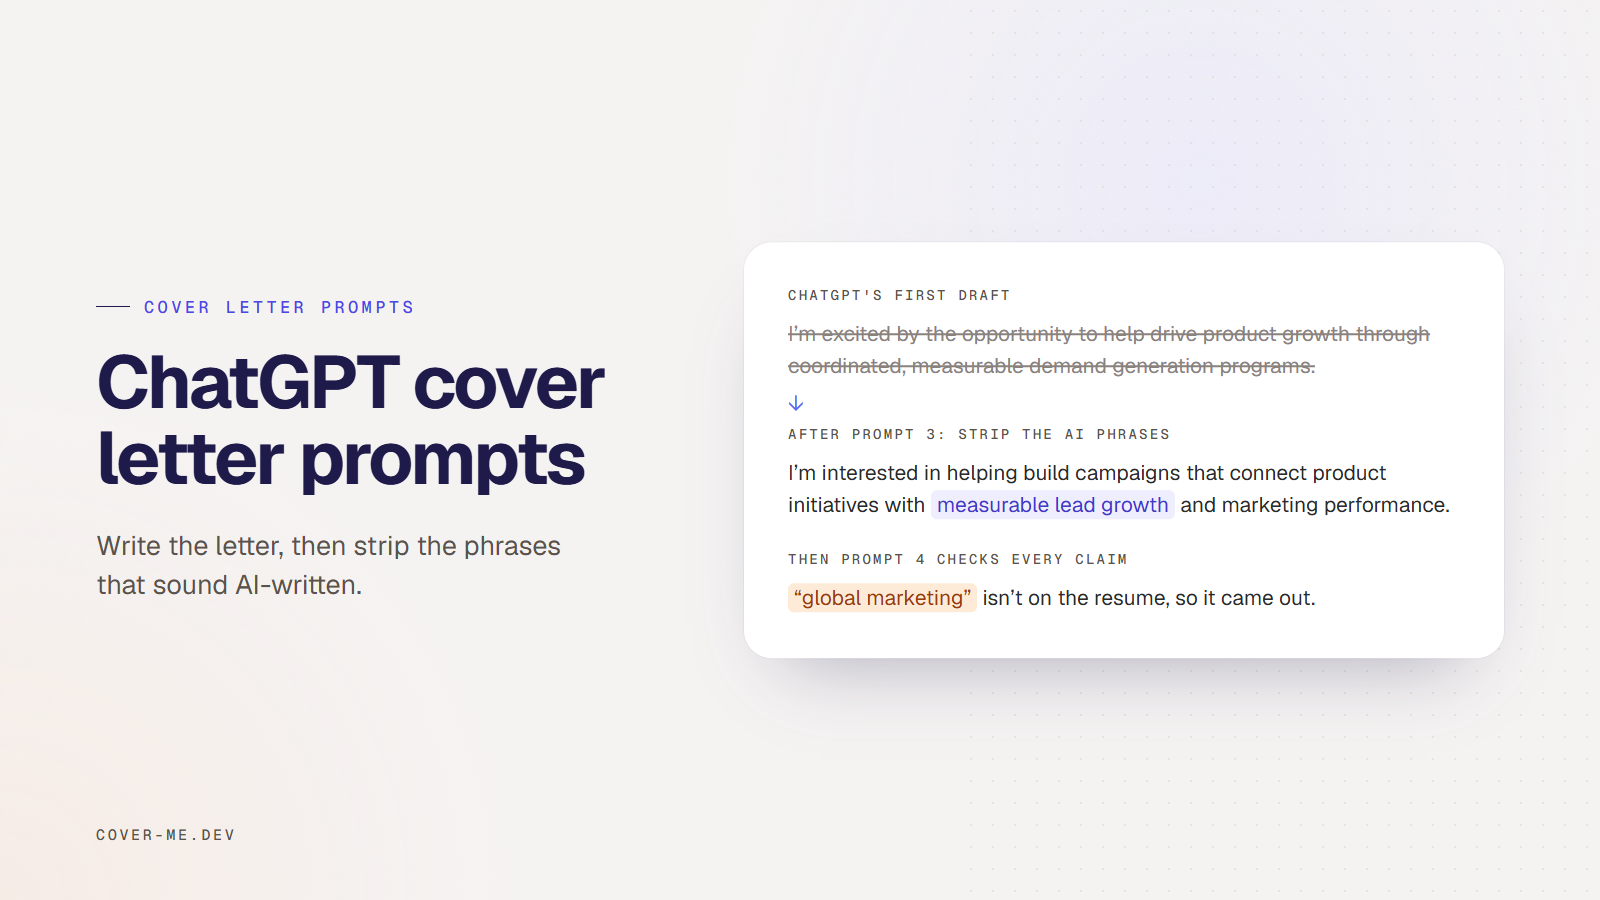 COVER LETTER PROMPTS
ChatGPT cover
letter prompts
Write the letter, then strip the phrases
that sound AI-written.
COVER-ME.DEV
CHATGPT'S FIRST DRAFT
I’m excited by the opportunity to help drive product growth through
coordinated, measurable demand generation programs.
↓
AFTER PROMPT 3: STRIP THE AI PHRASES
I’m interested in helping build campaigns that connect product
initiatives with measurable lead growth and marketing performance.
THEN PROMPT 4 CHECKS EVERY CLAIM
“global marketing” isn’t on the resume, so it came out.